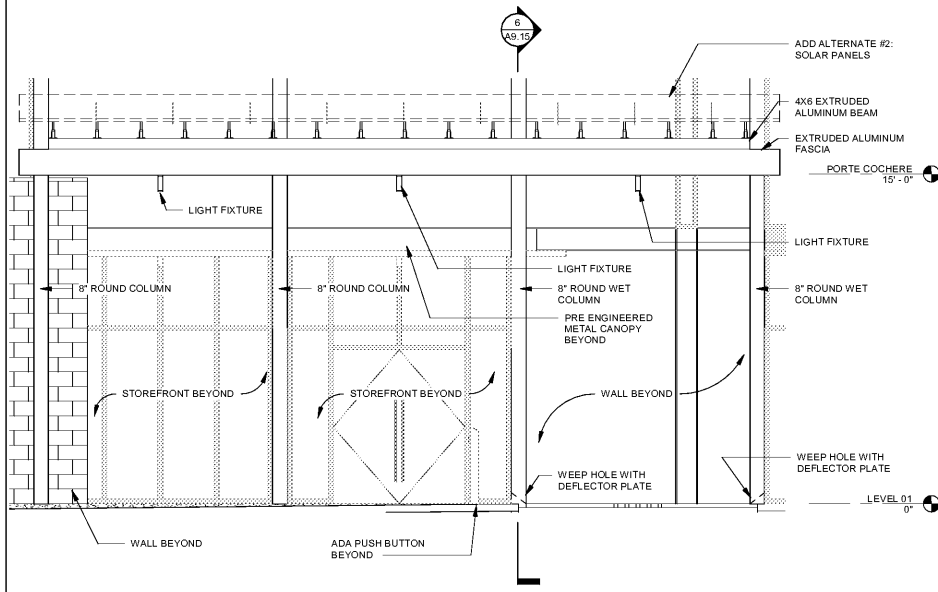 6
A9.15
ADD ALTERNATE #2:
SOLAR PANELS
4X6 EXTRUDED
ALUMINUM BEAM
EXTRUDED ALUMINUM
FASCIA
PORTE COCHERE
15' - 0"
LIGHT FIXTURE
LIGHT FIXTURE
LIGHT FIXTURE
8" ROUND COLUMN
8" ROUND COLUMN
8" ROUND WET
COLUMN
8" ROUND WET
COLUMN
PRE ENGINEERED
METAL CANOPY
BEYOND
STOREFRONT BEYOND
STOREFRONT BEYOND
WALL BEYOND
WEEP HOLE WITH
DEFLECTOR PLATE
WEEP HOLE WITH
DEFLECTOR PLATE
LEVEL 01
0"
WALL BEYOND
ADA PUSH BUTTON
BEYOND